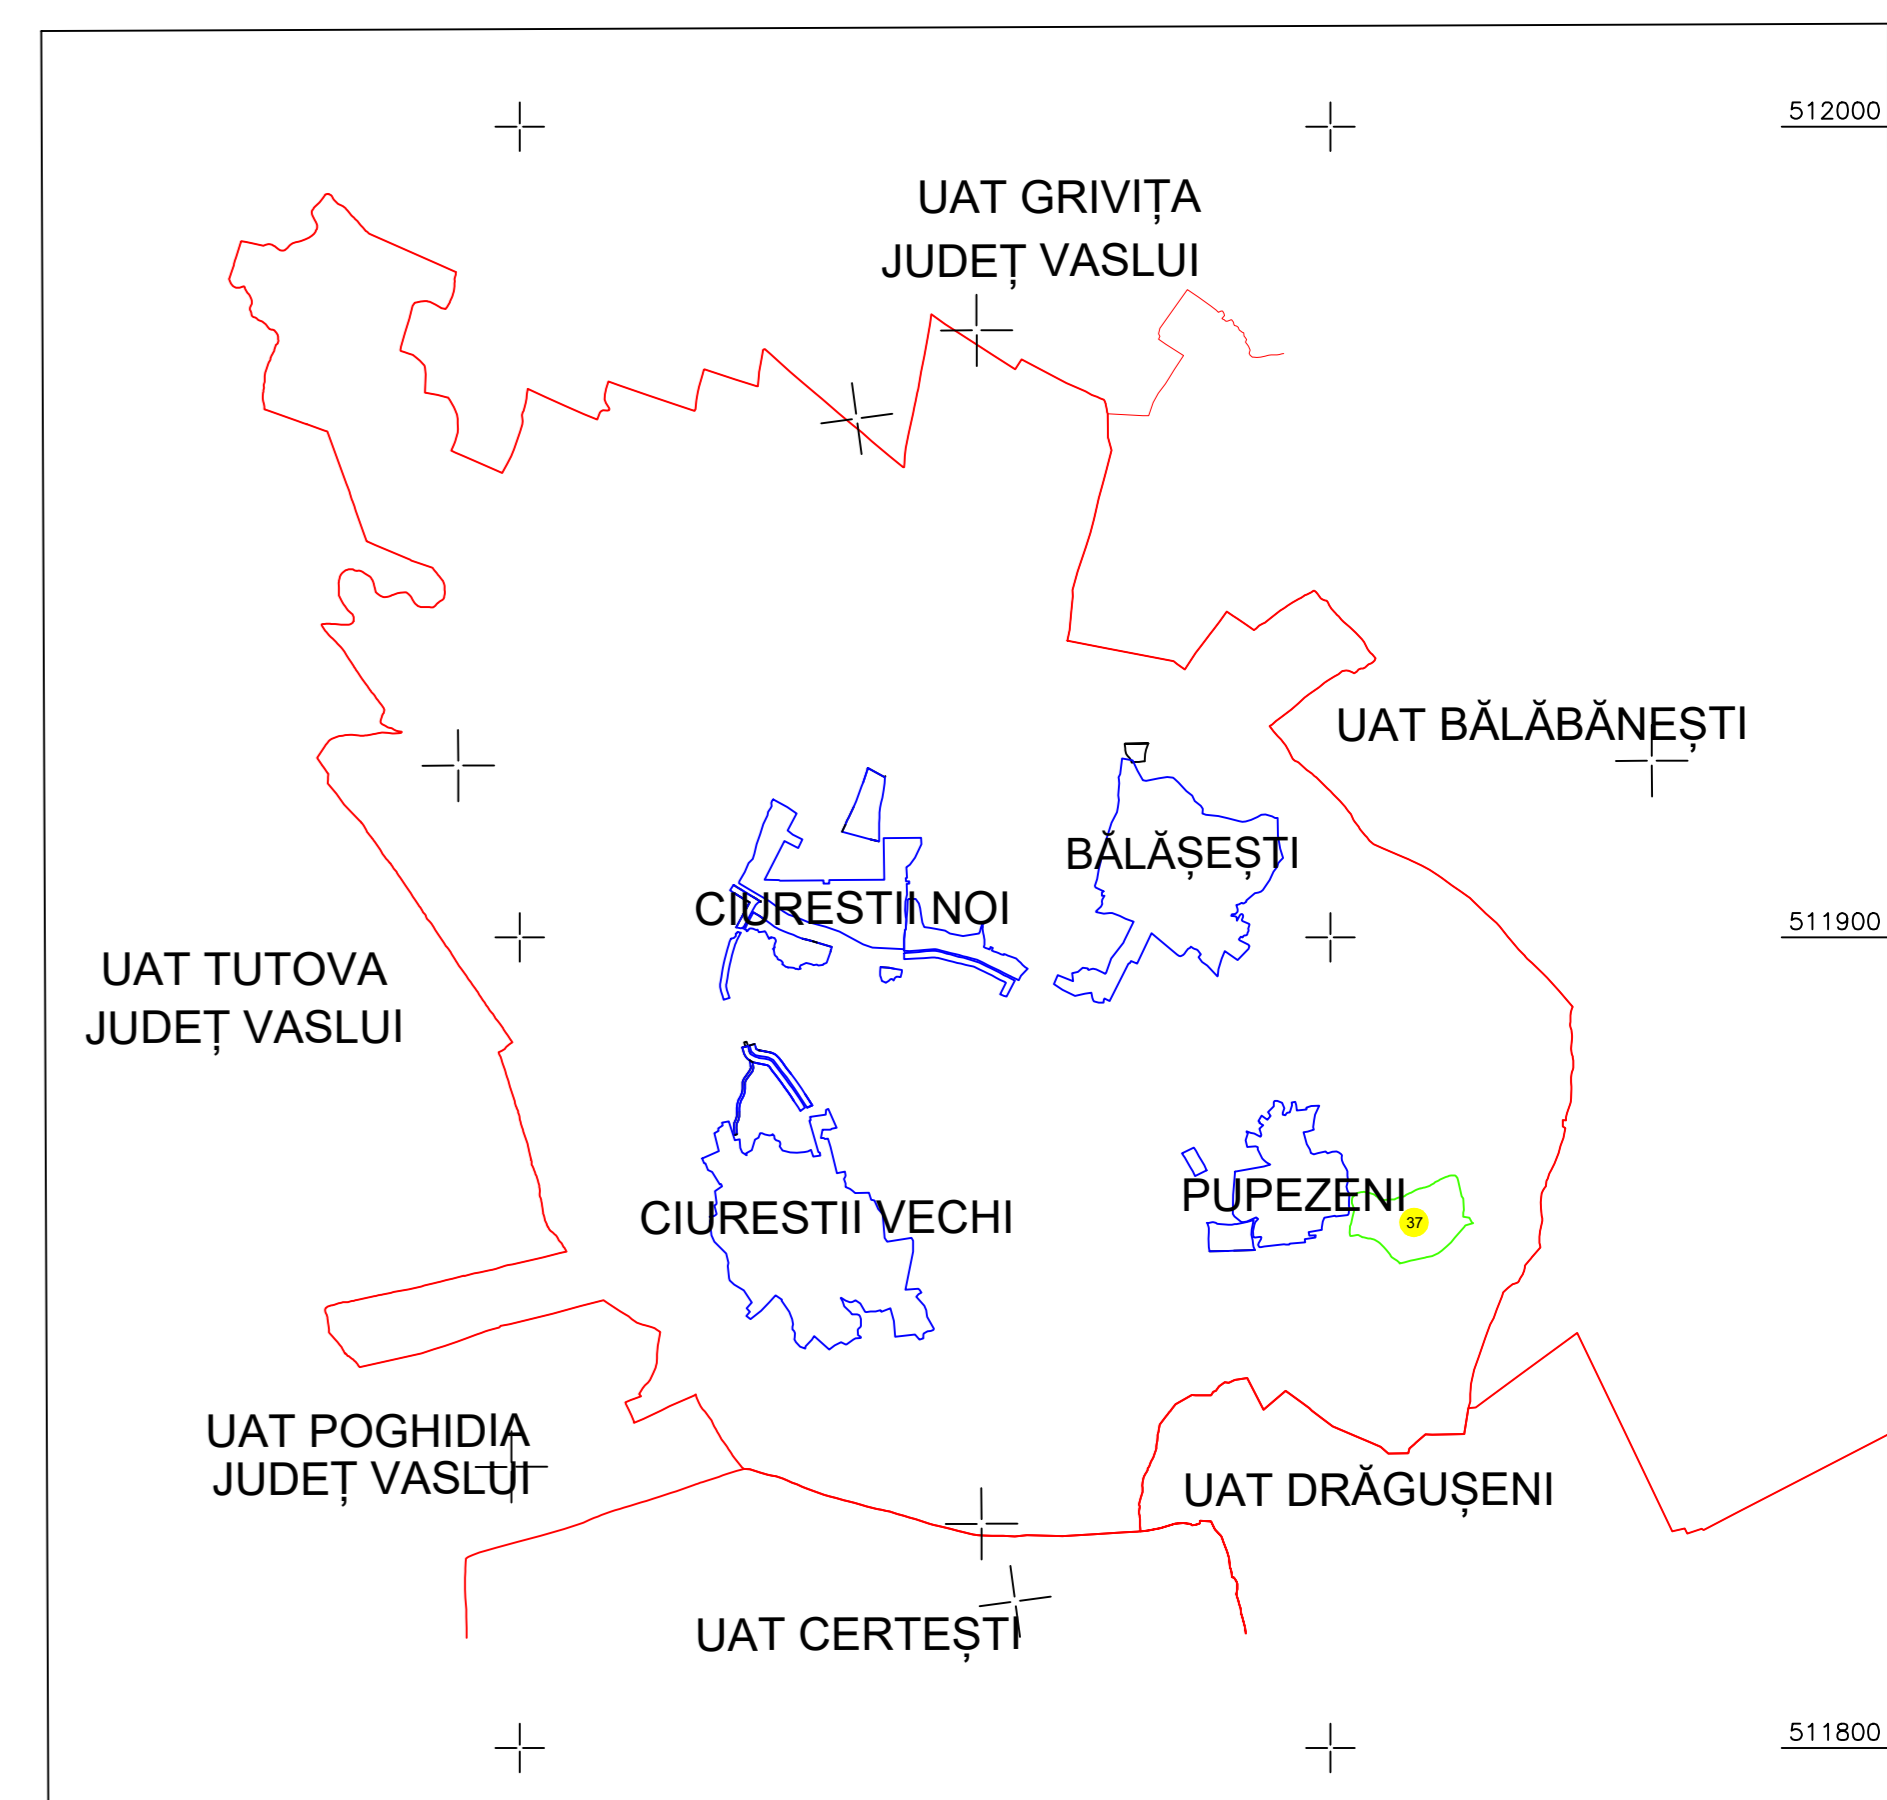 512000
UAT GRIVIȚA
JUDEȚ VASLUI
UAT BĂLĂBĂNEȘTI
BĂLĂȘEȘTI
CIURESTII NOI
511900
UAT TUTOVA
JUDEȚ VASLUI
PUPEZENI
CIURESTII VECHI
37
UAT POGHIDIA
JUDEȚ VASLUI
UAT DRĂGUȘENI
UAT CERTEȘTI
511800